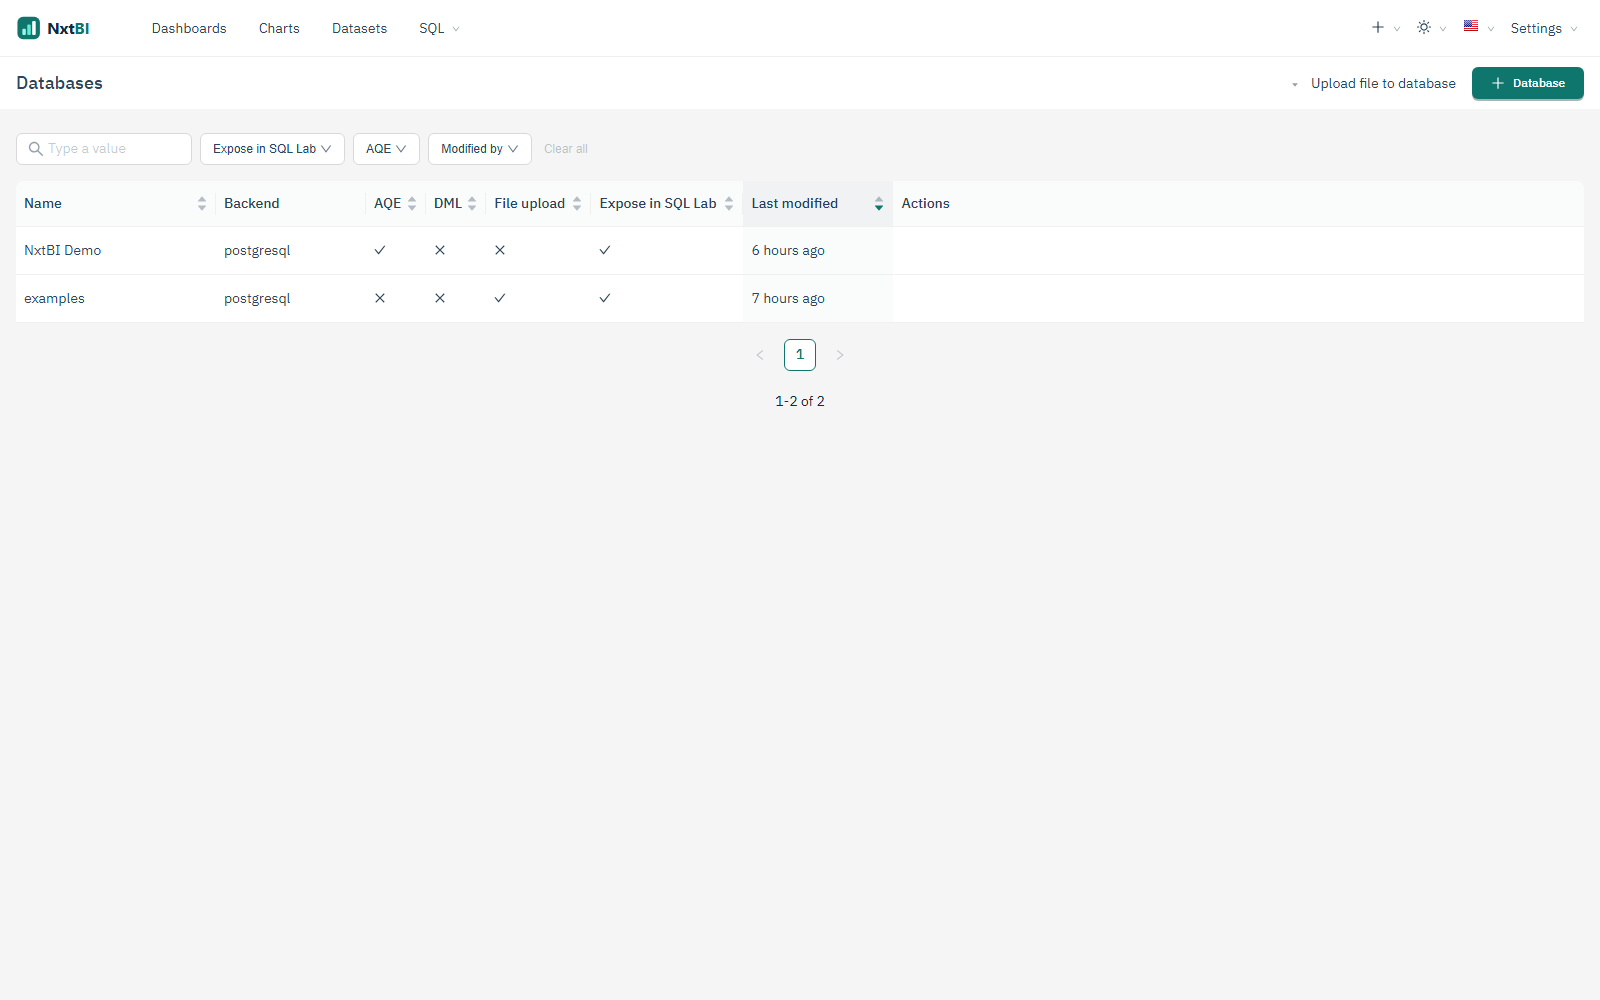 NxtBI Dashboards Charts Datasets SQL Settings
Databases Upload file to database Database
Type a value Expose in SQL Lab AQE Modified by Clear all
Name Backend AQE DML File upload Expose in SQL Lab Last modified Actions
NxtBI Demo postgresql 6 hours ago
examples postgresql 7 hours ago
1
1-2 of 2